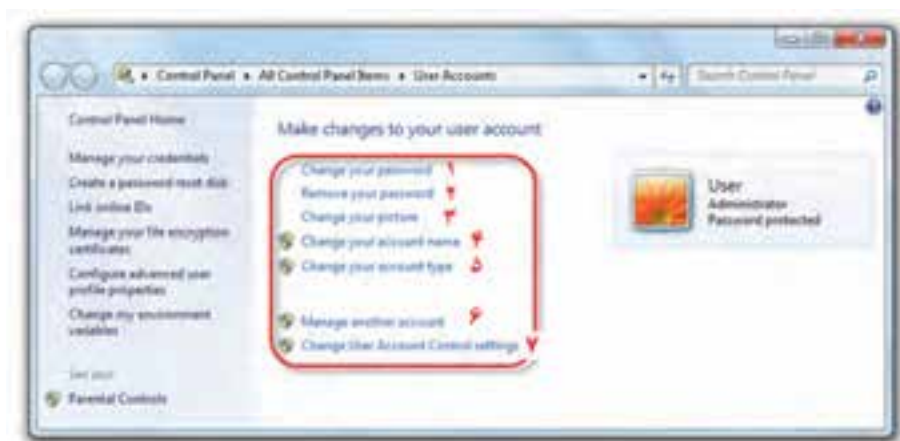 Control Panel ▸ All Control Panel Items ▸ User Accounts
Search Control Panel
Control Panel Home
Manage your credentials
Create a password reset disk
Link online IDs
Manage your file encryption
certificates
Configure advanced user
profile properties
Change my environment
variables
See also
Parental Controls
Make changes to your user account
Change your password ۱
Remove your password ۲
Change your picture ۳
Change your account name ۴
Change your account type ۵
Manage another account ۶
Change User Account Control settings ۷
User
Administrator
Password protected